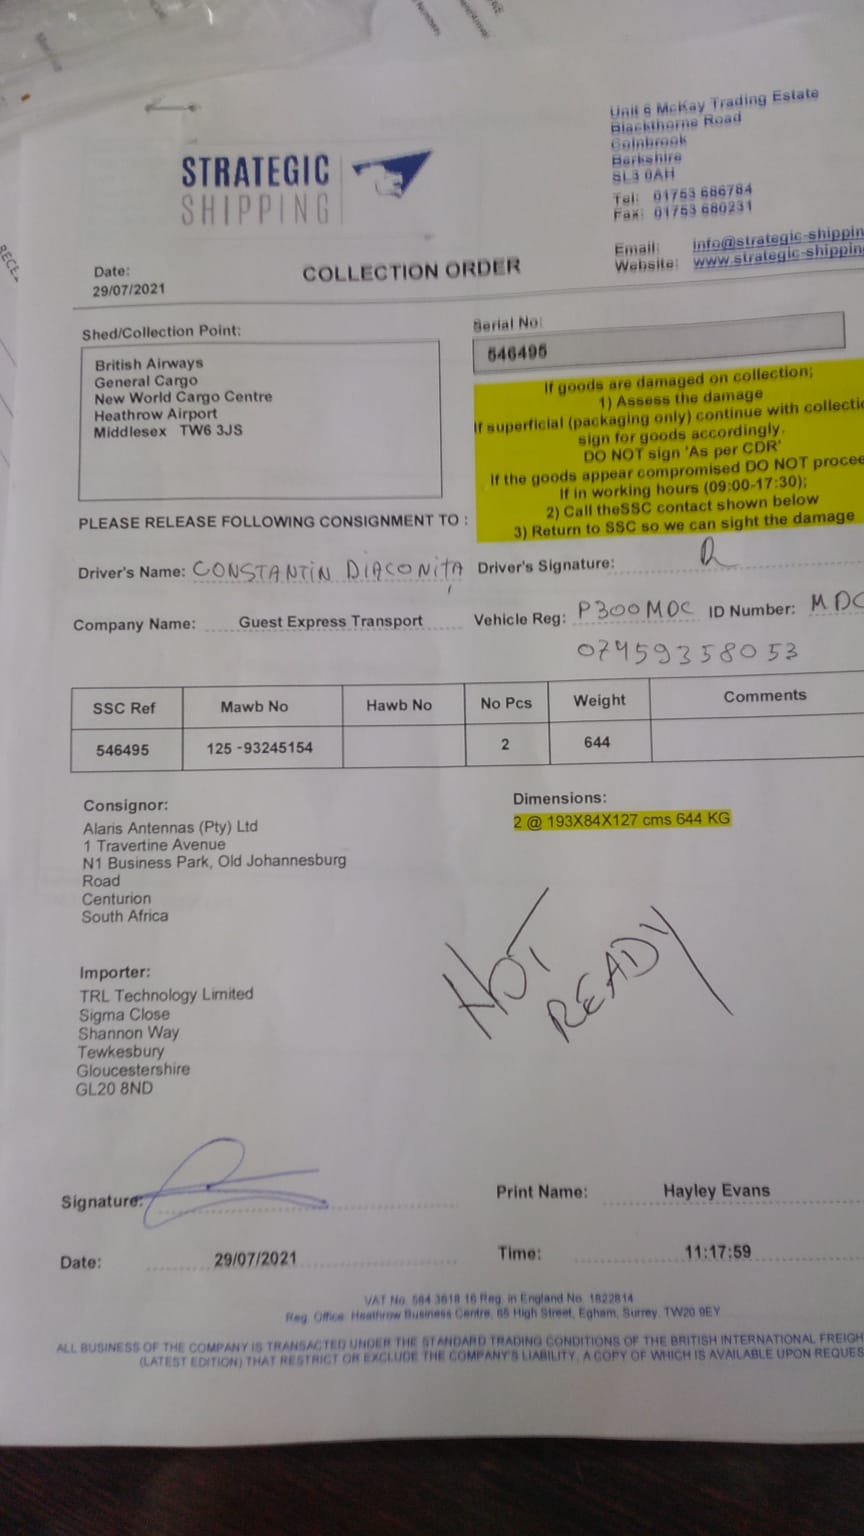 STRATEGIC
SHIPPING
Unit 6 McKay Trading Estate
Blackthorne Road
Colnbrook
Berkshire
SL3 0AH
Tel: 01753 686784
Fax: 01753 680231
Email: info@strategic-shippin
Website: www.strategic-shipping
Date:
29/07/2021
COLLECTION ORDER
Shed/Collection Point:
British Airways
General Cargo
New World Cargo Centre
Heathrow Airport
Middlesex TW6 3JS
Serial No:
546495
If goods are damaged on collection;
1) Assess the damage
If superficial (packaging only) continue with collectio
sign for goods accordingly.
DO NOT sign 'As per CDR'
If the goods appear compromised DO NOT procee
If in working hours (09:00-17:30);
2) Call theSSC contact shown below
3) Return to SSC so we can sight the damage
PLEASE RELEASE FOLLOWING CONSIGNMENT TO :
Driver's Name: CONSTANTIN DIACONITA Driver's Signature:
Company Name: Guest Express Transport Vehicle Reg: P300MDC ID Number: MDC
07459358053
SSC Ref Mawb No Hawb No No Pcs Weight Comments
546495 125 -93245154 2 644
Consignor:
Alaris Antennas (Pty) Ltd
1 Travertine Avenue
N1 Business Park, Old Johannesburg
Road
Centurion
South Africa
Dimensions:
2 @ 193X84X127 cms 644 KG
NOT
READY
Importer:
TRL Technology Limited
Sigma Close
Shannon Way
Tewkesbury
Gloucestershire
GL20 8ND
Signature: Print Name: Hayley Evans
Date: 29/07/2021 Time: 11:17:59
VAT No. 584 3618 16 Reg. in England No. 1822814
Reg. Office: Heathrow Business Centre, 65 High Street, Egham, Surrey. TW20 9EY
ALL BUSINESS OF THE COMPANY IS TRANSACTED UNDER THE STANDARD TRADING CONDITIONS OF THE BRITISH INTERNATIONAL FREIGH
(LATEST EDITION) THAT RESTRICT OR EXCLUDE THE COMPANY'S LIABILITY, A COPY OF WHICH IS AVAILABLE UPON REQUES